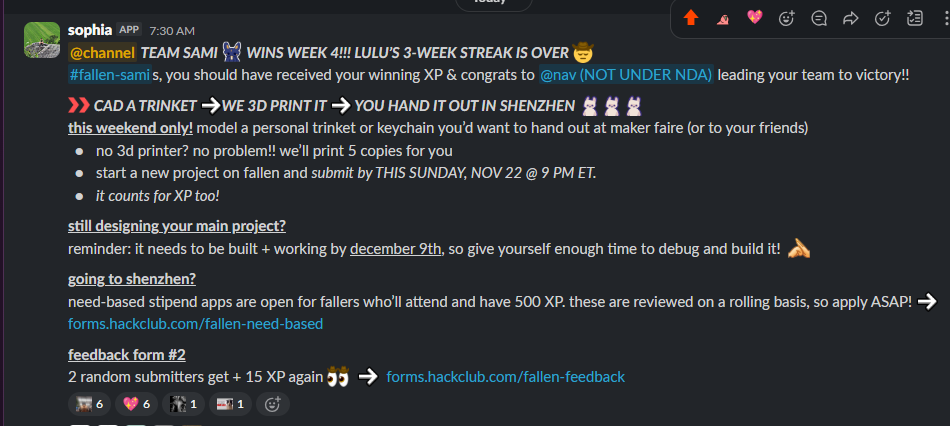 Today
sophia APP 7:30 AM
@channel TEAM SAMI WINS WEEK 4!!! LULU'S 3-WEEK STREAK IS OVER
#fallen-sami s, you should have received your winning XP & congrats to @nav (NOT UNDER NDA) leading your team to victory!!
CAD A TRINKET → WE 3D PRINT IT → YOU HAND IT OUT IN SHENZHEN
this weekend only! model a personal trinket or keychain you'd want to hand out at maker faire (or to your friends)
• no 3d printer? no problem!! we'll print 5 copies for you
• start a new project on fallen and submit by THIS SUNDAY, NOV 22 @ 9 PM ET.
• it counts for XP too!
still designing your main project?
reminder: it needs to be built + working by december 9th, so give yourself enough time to debug and build it!
going to shenzhen?
need-based stipend apps are open for fallers who'll attend and have 500 XP. these are reviewed on a rolling basis, so apply ASAP! →
forms.hackclub.com/fallen-need-based
feedback form #2
2 random submitters get + 15 XP again → forms.hackclub.com/fallen-feedback
6 6 1 1